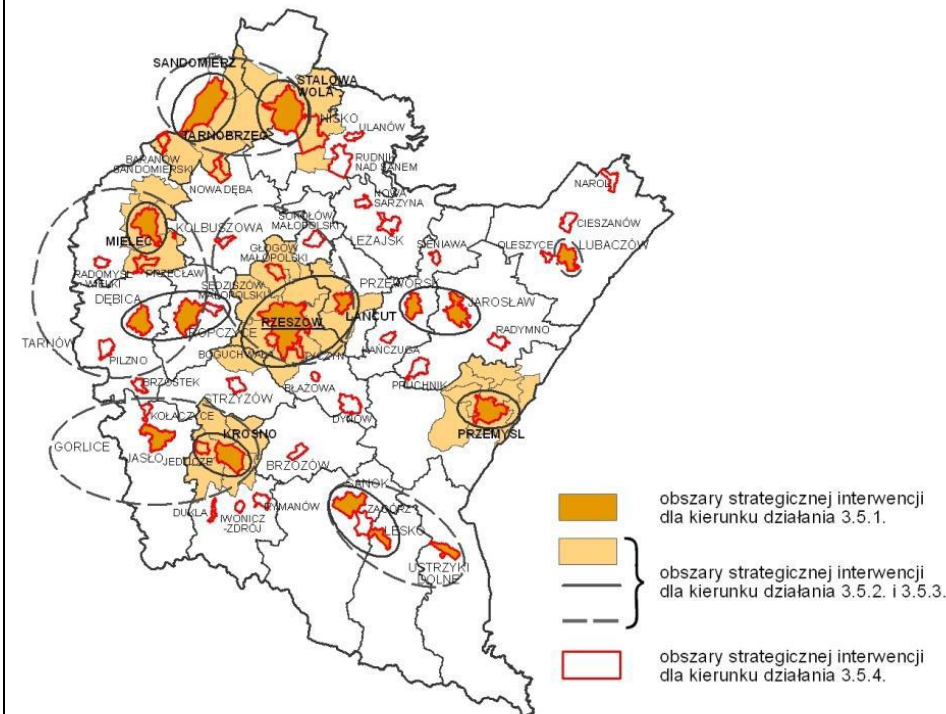 SANDOMIERZ
STALOWA
WOLA
NISKO
ULANÓW
TARNOBRZEG
BARANÓW
SANDOMIERSKI
RUDNIK
NAD SANEM
NOWA DĘBA
NAROL
NOWA
SARZYNA
CIESZANÓW
KOLBUSZOWA
SOKOŁÓW
MAŁOPOLSKI
LEŻAJSK
OLESZYCE
LUBACZÓW
MIELEC
GŁOGÓW
MAŁOPOLSKI
SIENIAWA
RADOMYŚL
WIELKI
PRZECŁAW
SĘDZISZÓW
MAŁOPOLSKI
PRZEWORSK
DĘBICA
JAROSŁAW
ROPCZYCE
RZESZÓW
ŁAŃCUT
TARNÓW
RADYMNO
PILZNO
BOGUCHWAŁA
TYCZYN
KAŃCZUGA
BRZOSTEK
STRZYŻÓW
BŁAŻOWA
PRUCHNIK
KOŁACZYCE
DYNÓW
GORLICE
KROSNO
PRZEMYŚL
JASŁO
JEDLICZE
BRZOZÓW
SANOK
ZAGÓRZ
DUKLA
IWONICZ
-ZDRÓJ
RYMANÓW
LESKO
USTRZYKI
DOLNE
obszary strategicznej interwencji
dla kierunku działania 3.5.1.
obszary strategicznej interwencji
dla kierunku działania 3.5.2. i 3.5.3.
obszary strategicznej interwencji
dla kierunku działania 3.5.4.